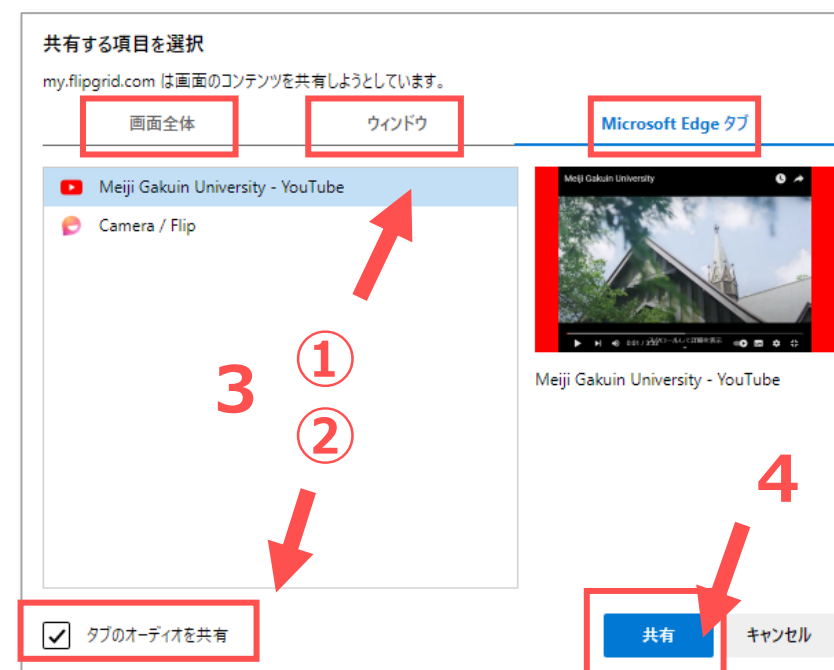 共有する項目を選択
my.flipgrid.com は画面のコンテンツを共有しようとしています。
画面全体 ウィンドウ Microsoft Edge タブ
Meiji Gakuin University - YouTube
Camera / Flip
Meiji Gakuin University
3
①
②
Meiji Gakuin University - YouTube
4
タブのオーディオを共有
共有 キャンセル